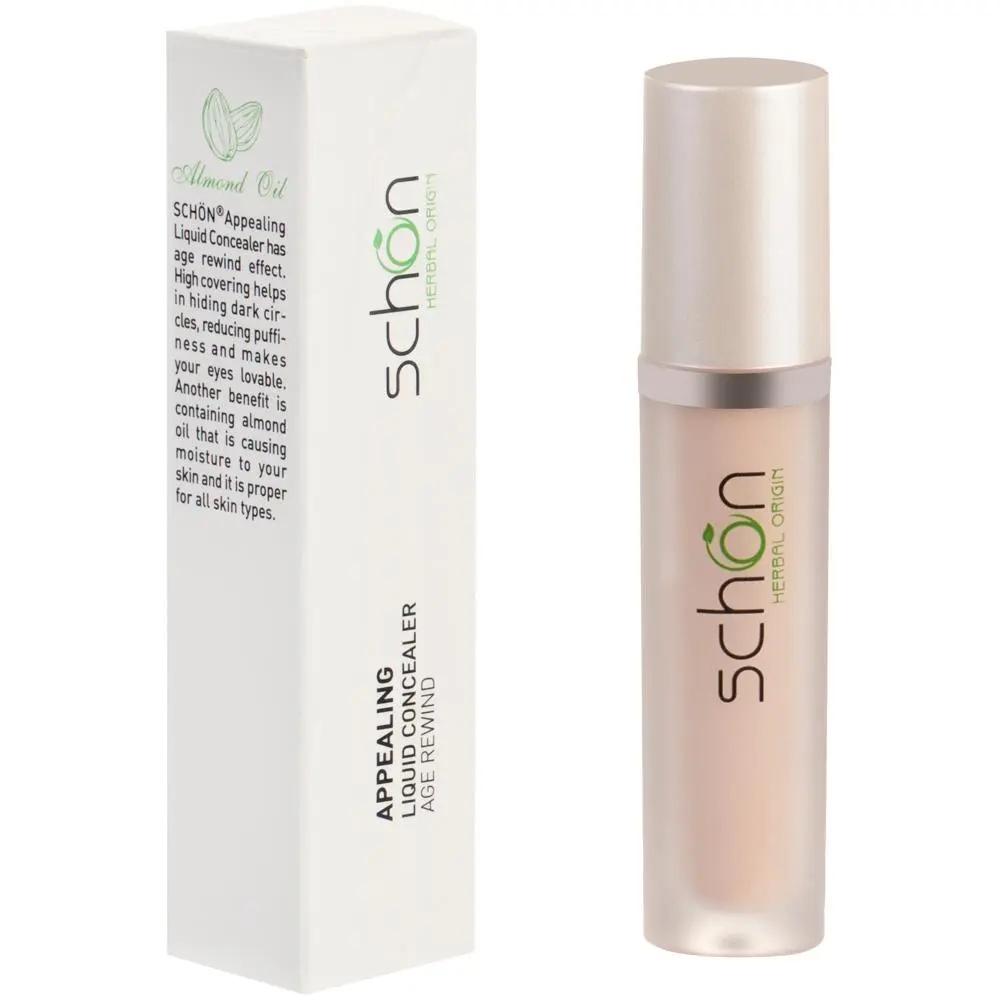 Almond Oil
SCHÖN® Appealing
Liquid Concealer has
age rewind effect.
High covering helps
in hiding dark cir-
cles, reducing puffi-
ness and makes
your eyes lovable.
Another benefit is
containing almond
oil that is causing
moisture to your
skin and it is proper
for all skin types.
schön
HERBAL ORIGIN
APPEALING
LIQUID CONCEALER
AGE REWIND
schön
HERBAL ORIGIN